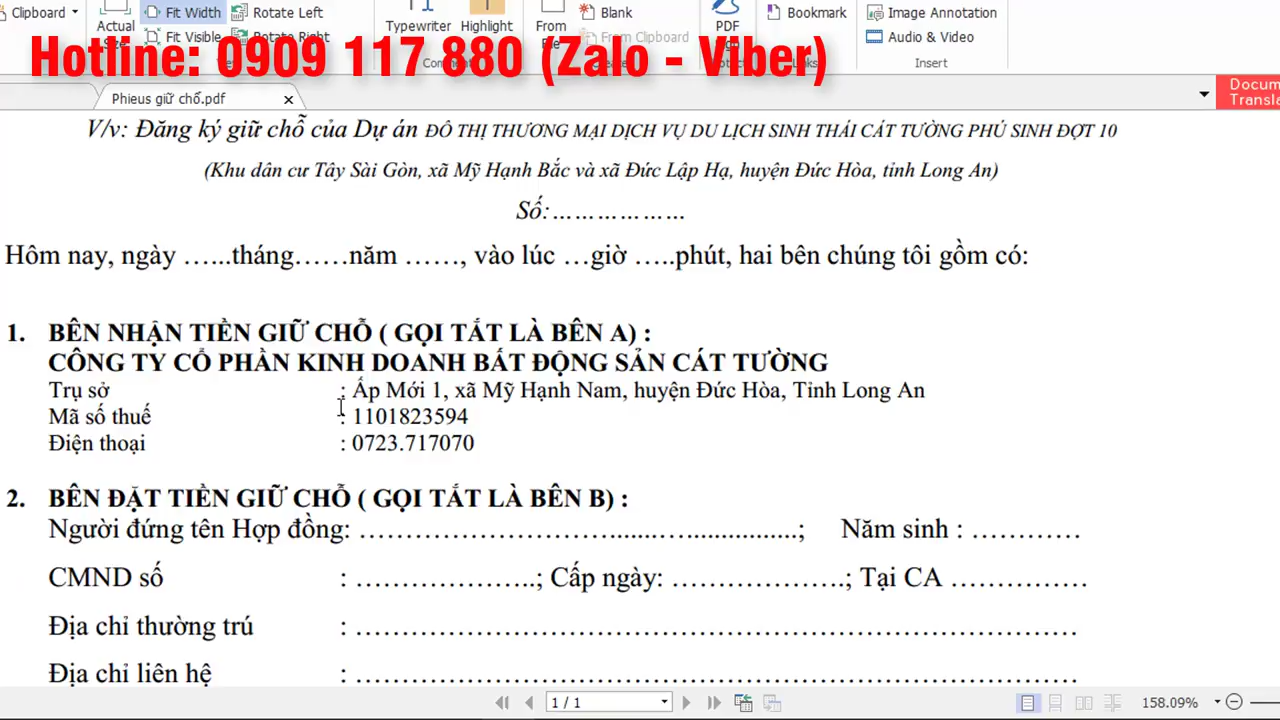 Clipboard
Fit Width
Rotate Left
Blank
Bookmark
Image Annotation
Actual
Size
Fit Visible
Rotate Right
Typewriter
Highlight
From
File
From Clipboard
PDF
Audio & Video
Links
Insert
Hotline: 0909 117 880 (Zalo - Viber)
Phieus giữ chổ.pdf
Docum
Transla
V/v: Đăng ký giữ chỗ của Dự án ĐÔ THỊ THƯƠNG MẠI DỊCH VỤ DU LỊCH SINH THÁI CÁT TƯỜNG PHÚ SINH ĐỢT 10
(Khu dân cư Tây Sài Gòn, xã Mỹ Hạnh Bắc và xã Đức Lập Hạ, huyện Đức Hòa, tỉnh Long An)
Số:………………
Hôm nay, ngày …...tháng……năm ……, vào lúc …giờ …..phút, hai bên chúng tôi gồm có:
1. BÊN NHẬN TIỀN GIỮ CHỖ ( GỌI TẮT LÀ BÊN A) :
CÔNG TY CỔ PHẦN KINH DOANH BẤT ĐỘNG SẢN CÁT TƯỜNG
Trụ sở : Ấp Mới 1, xã Mỹ Hạnh Nam, huyện Đức Hòa, Tỉnh Long An
Mã số thuế : 1101823594
Điện thoại : 0723.717070
2. BÊN ĐẶT TIỀN GIỮ CHỖ ( GỌI TẮT LÀ BÊN B) :
Người đứng tên Hợp đồng: ………………………......…...............; Năm sinh : …………
CMND số : ………………..; Cấp ngày: ……………….; Tại CA ……………
Địa chỉ thường trú : ……………………………………………………………………
Địa chỉ liên hệ : ……………………………………………………………………
1 / 1
158.09%